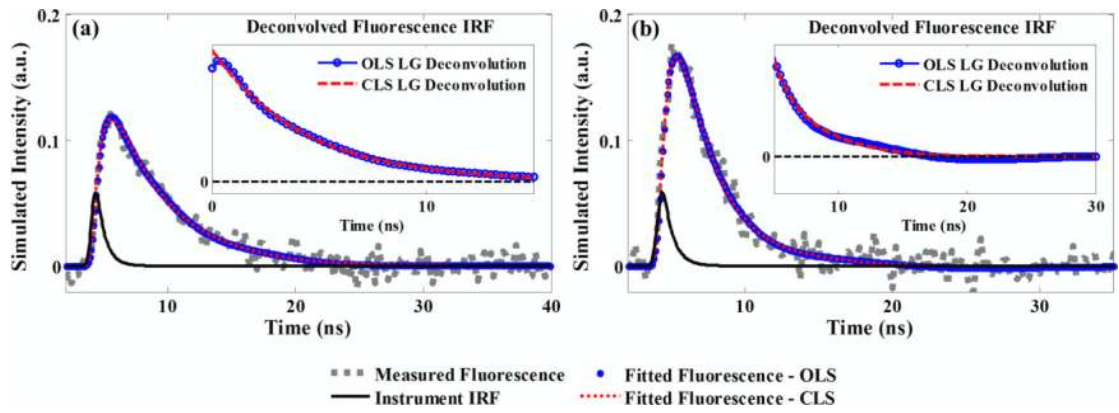 (a)
Deconvolved Fluorescence IRF
OLS LG Deconvolution
CLS LG Deconvolution
0
0 10
Time (ns)
Simulated Intensity (a.u.)
0.2
0.1
0
10 20 30 40
Time (ns)
(b)
Deconvolved Fluorescence IRF
OLS LG Deconvolution
CLS LG Deconvolution
0
10 20 30
Time (ns)
Simulated Intensity (a.u.)
0.2
0.1
0
10 20 30
Time (ns)
Measured Fluorescence
Fitted Fluorescence - OLS
Instrument IRF
Fitted Fluorescence - CLS